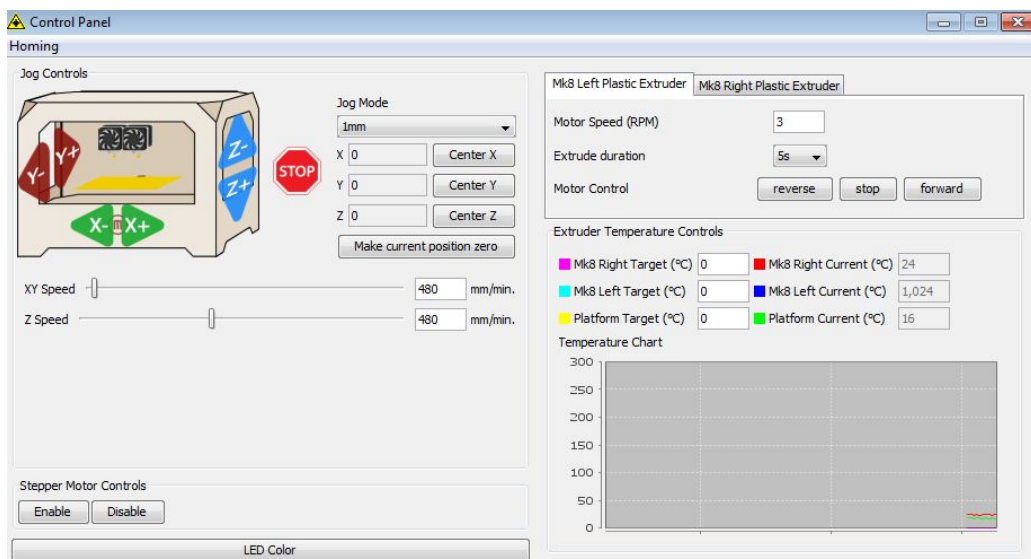 Control Panel
Homing
Jog Controls
Y-
Y+
Z-
Z+
X-
m
X+
STOP
Jog Mode
1mm
X 0 Center X
Y 0 Center Y
Z 0 Center Z
Make current position zero
XY Speed 480 mm/min.
Z Speed 480 mm/min.
Stepper Motor Controls
Enable Disable
LED Color
Mk8 Left Plastic Extruder Mk8 Right Plastic Extruder
Motor Speed (RPM) 3
Extrude duration 5s
Motor Control reverse stop forward
Extruder Temperature Controls
Mk8 Right Target (°C) 0 Mk8 Right Current (°C) 24
Mk8 Left Target (°C) 0 Mk8 Left Current (°C) 1,024
Platform Target (°C) 0 Platform Current (°C) 16
Temperature Chart
300
250
200
150
100
50
0